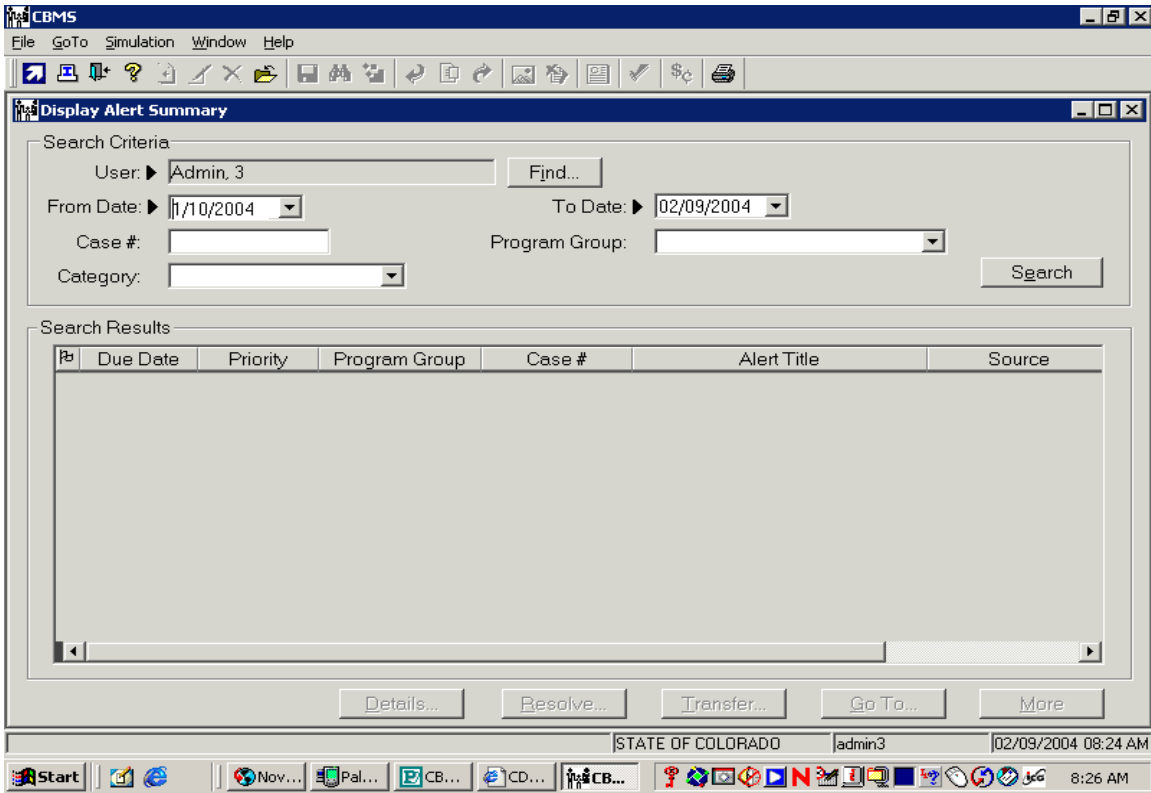 CBMS
File GoTo Simulation Window Help
Display Alert Summary
Search Criteria
User: Admin, 3 Find...
From Date: 1/10/2004 To Date: 02/09/2004
Case #: Program Group:
Category: Search
Search Results
Due Date Priority Program Group Case # Alert Title Source
Details... Resolve... Transfer... Go To... More
STATE OF COLORADO admin3 02/09/2004 08:24 AM
Start Nov... Pal... CB... CD... CB... 8:26 AM